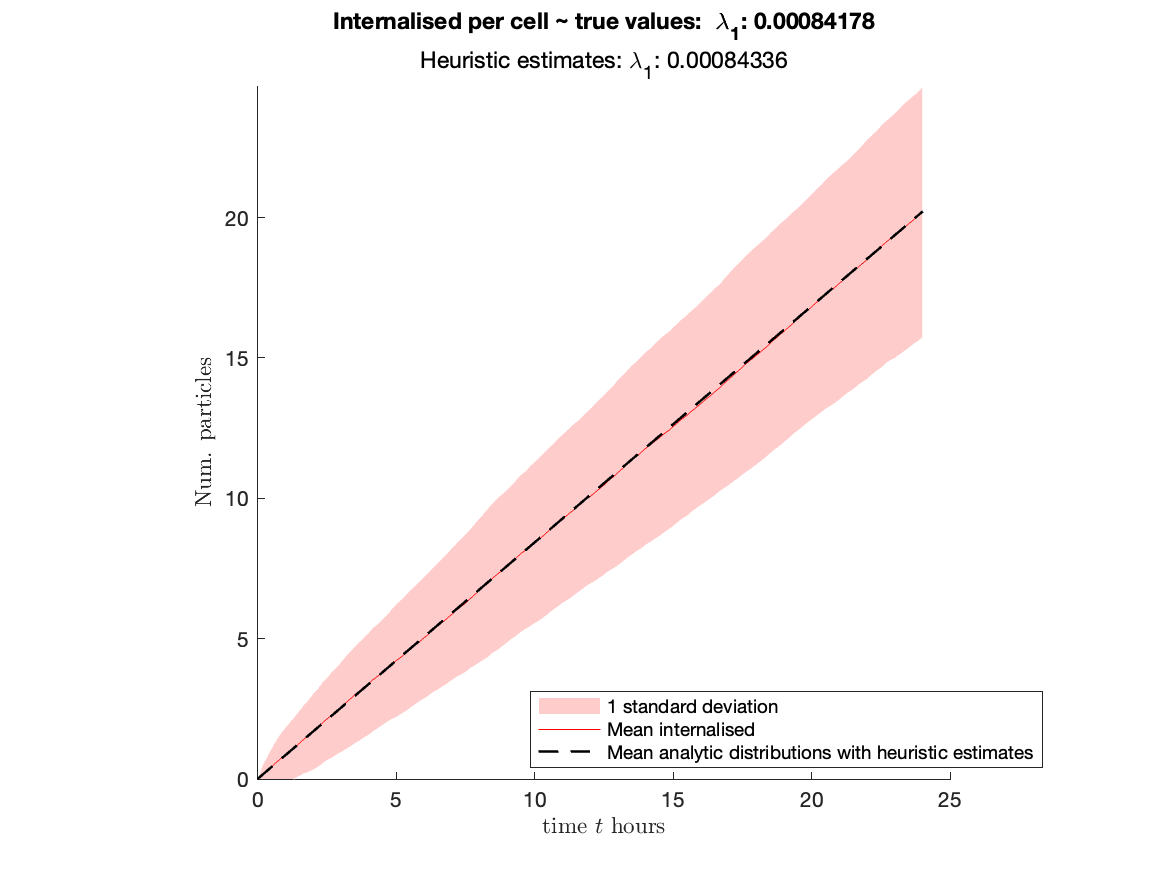 Internalised per cell ~ true values: λ₁: 0.00084178
Heuristic estimates: λ₁: 0.00084336
Num. particles
20
15
10
5
0
0 5 10 15 20 25
time t hours
1 standard deviation
Mean internalised
Mean analytic distributions with heuristic estimates